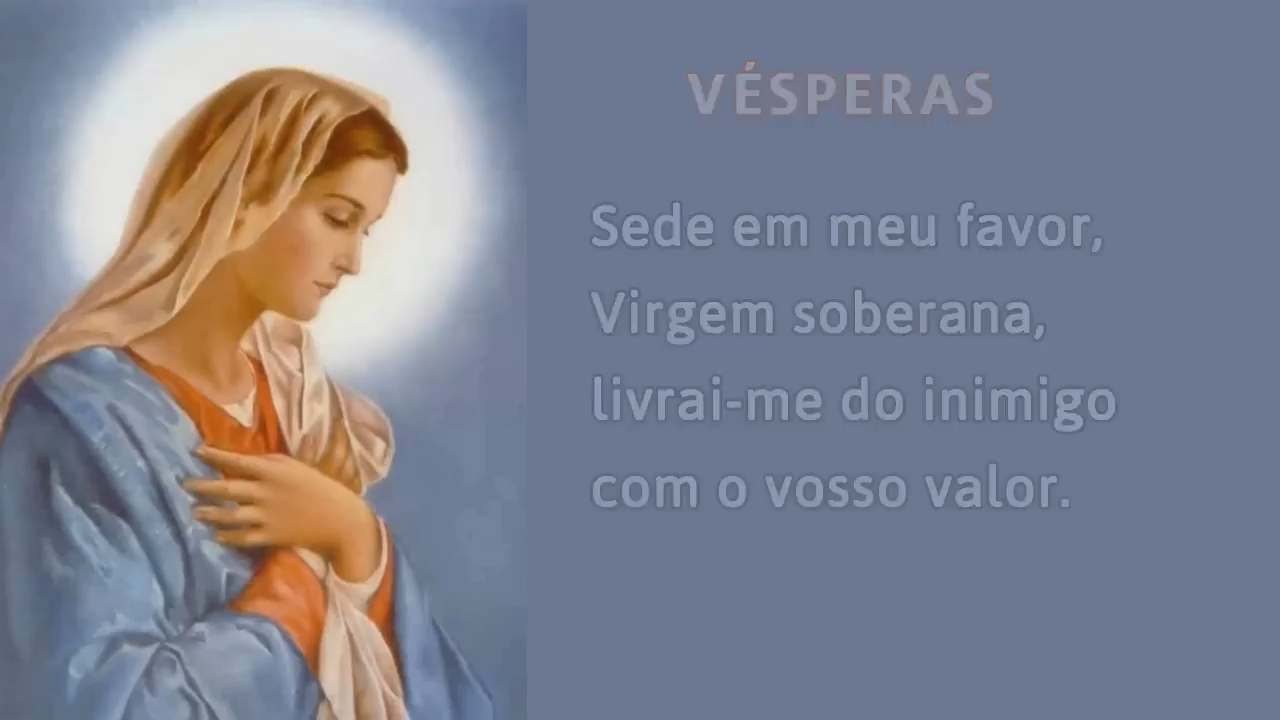 VÉSPERAS
Sede em meu favor,
Virgem soberana,
livrai-me do inimigo
com o vosso valor.